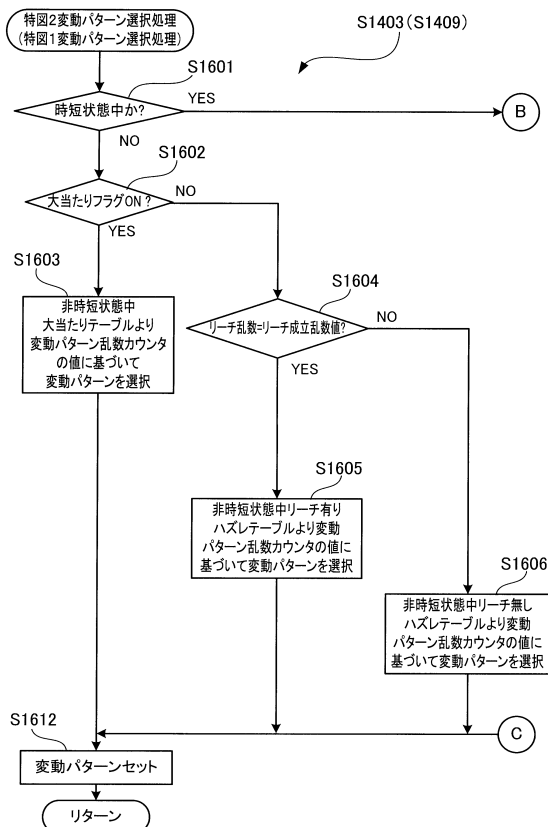 特図2変動パターン選択処理
(特図1変動パターン選択処理)
S1403(S1409)
S1601
時短状態中か?
YES
B
NO
S1602
大当たりフラグON?
NO
YES
S1603
非時短状態中
大当たりテーブルより
変動パターン乱数カウンタ
の値に基づいて
変動パターンを選択
S1604
リーチ乱数=リーチ成立乱数値?
NO
YES
S1605
非時短状態中リーチ有り
ハズレテーブルより変動
パターン乱数カウンタの値に
基づいて変動パターンを選択
S1606
非時短状態中リーチ無し
ハズレテーブルより変動
パターン乱数カウンタの値に
基づいて変動パターンを選択
S1612
C
変動パターンセット
リターン